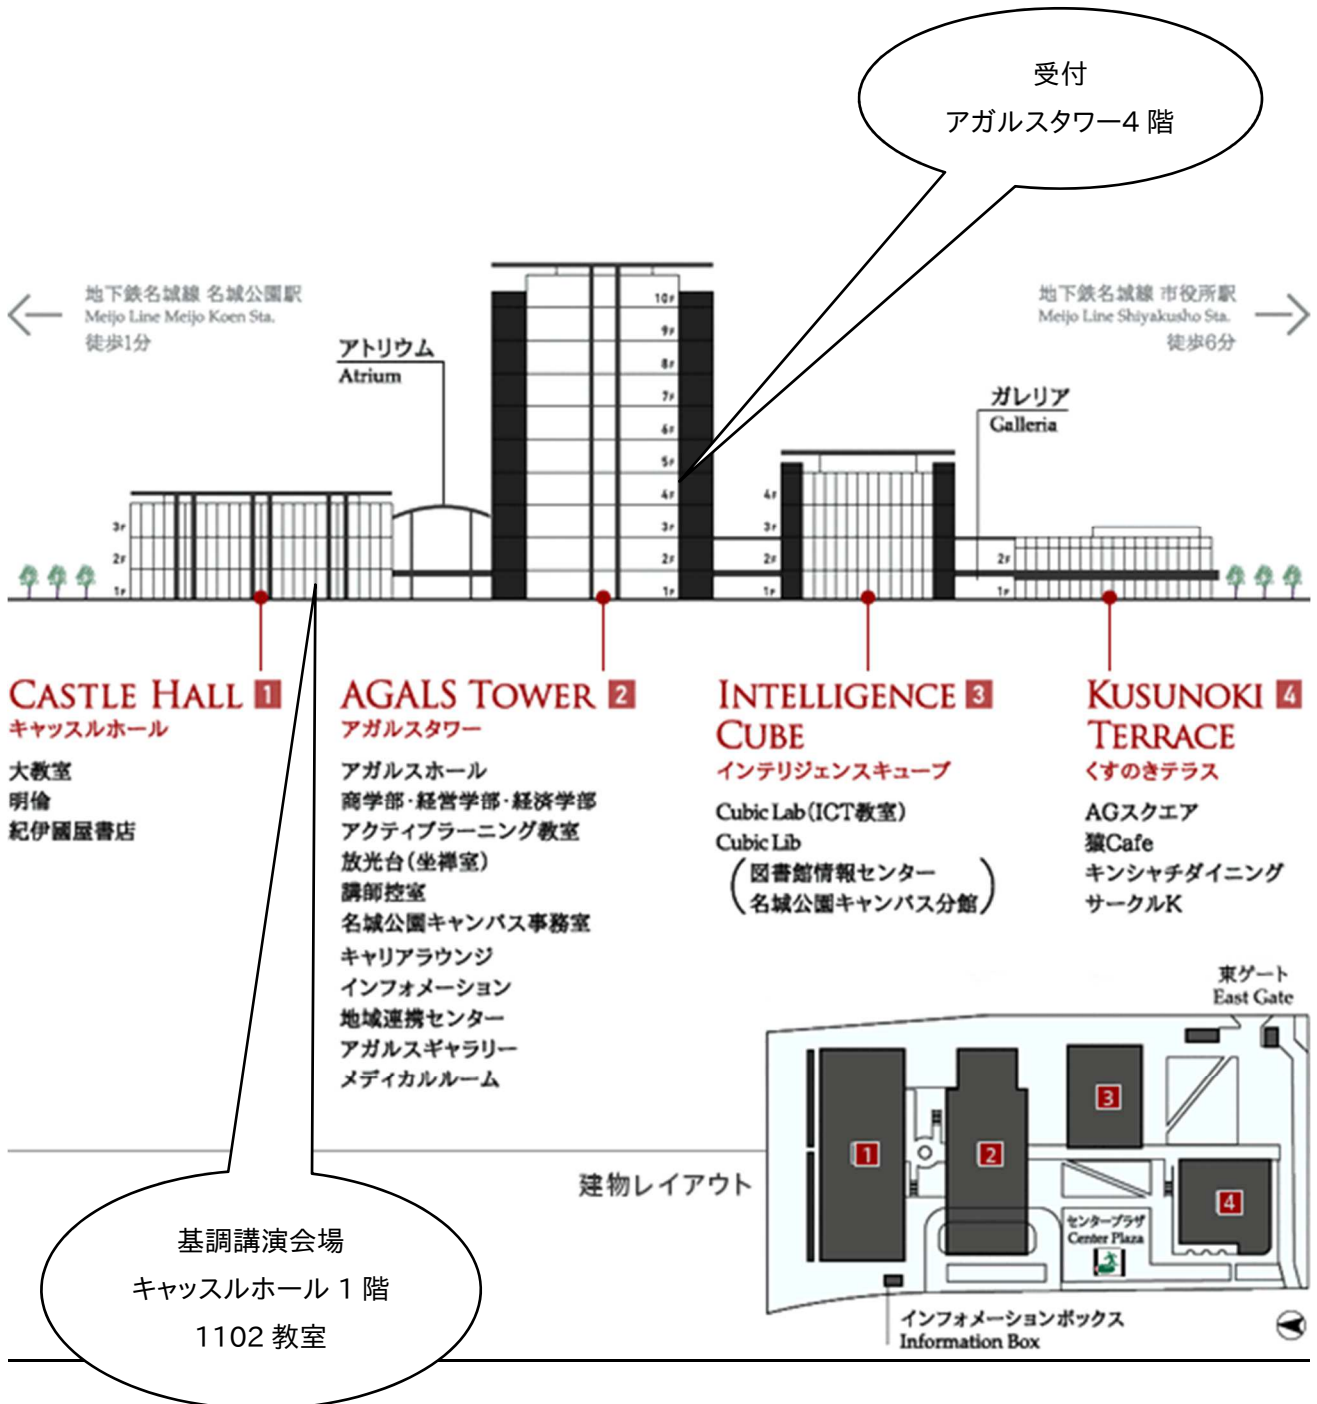 受付
アガルスタワー4 階
地下鉄名城線 名城公園駅
Meijo Line Meijo Koen Sta.
徒歩1分
地下鉄名城線 市役所駅
Meijo Line Shiyakusho Sta.
徒歩6分
アトリウム
Atrium
ガレリア
Galleria
10F
9F
8F
7F
6F
5F
4F
3F
2F
1F
3F
2F
1F
4F
3F
2F
1F
2F
1F
CASTLE HALL 1
キャッスルホール
大教室
明倫
紀伊國屋書店
AGALS TOWER 2
アガルスタワー
アガルスホール
商学部・経営学部・経済学部
アクティブラーニング教室
放光台（坐禅室）
講師控室
名城公園キャンパス事務室
キャリアラウンジ
インフォメーション
地域連携センター
アガルスギャラリー
メディカルルーム
INTELLIGENCE 3
CUBE
インテリジェンスキューブ
Cubic Lab（ICT教室）
Cubic Lib
（図書館情報センター
名城公園キャンパス分館）
KUSUNOKI 4
TERRACE
くすのきテラス
AGスクエア
猿Cafe
キンシャチダイニング
サークルK
東ゲート
East Gate
1
2
3
4
センタープラザ
Center Plaza
建物レイアウト
インフォメーションボックス
Information Box
基調講演会場
キャッスルホール 1 階
1102 教室